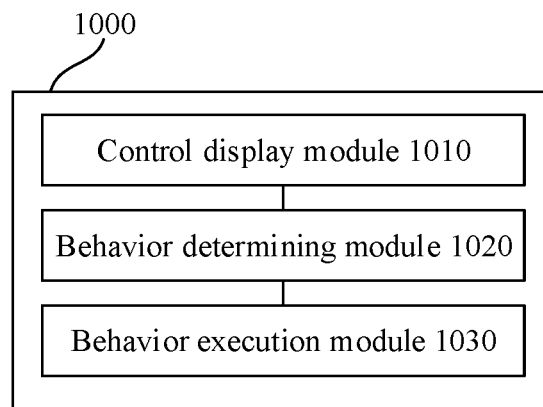 1000
Control display module 1010
Behavior determining module 1020
Behavior execution module 1030